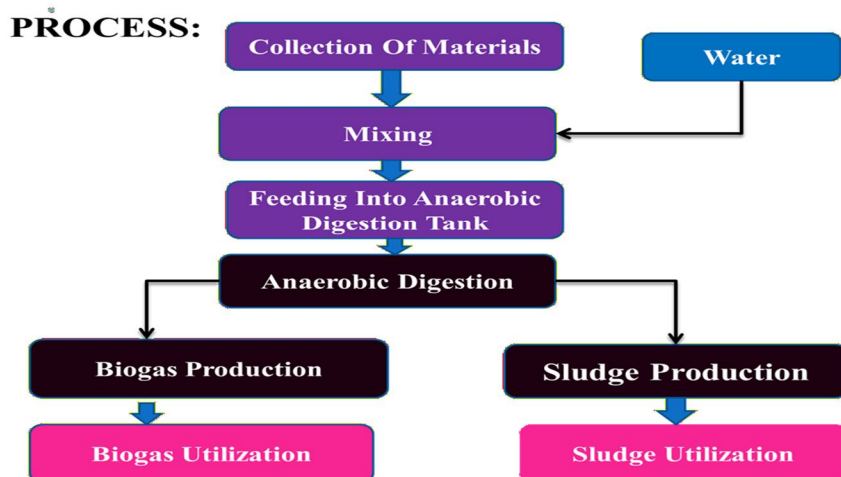 PROCESS:
Collection Of Materials
Water
Mixing
Feeding Into Anaerobic
Digestion Tank
Anaerobic Digestion
Biogas Production
Sludge Production
Biogas Utilization
Sludge Utilization